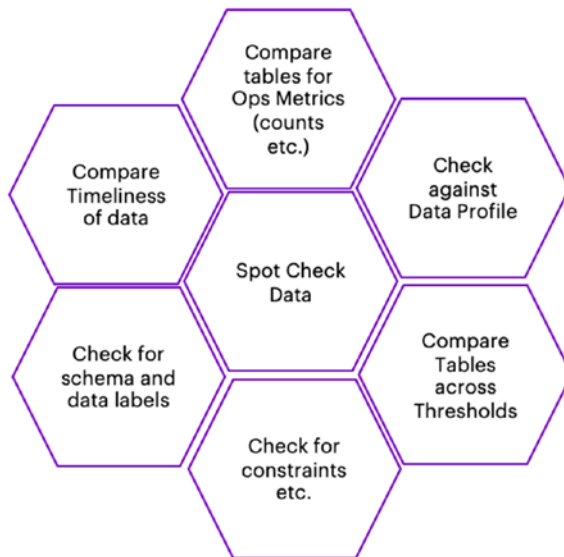 Compare
tables for
Ops Metrics
(counts
etc.)
Compare
Timeliness
of data
Check
against
Data Profile
Spot Check
Data
Check for
schema and
data labels
Compare
Tables
across
Thresholds
Check for
constraints
etc.